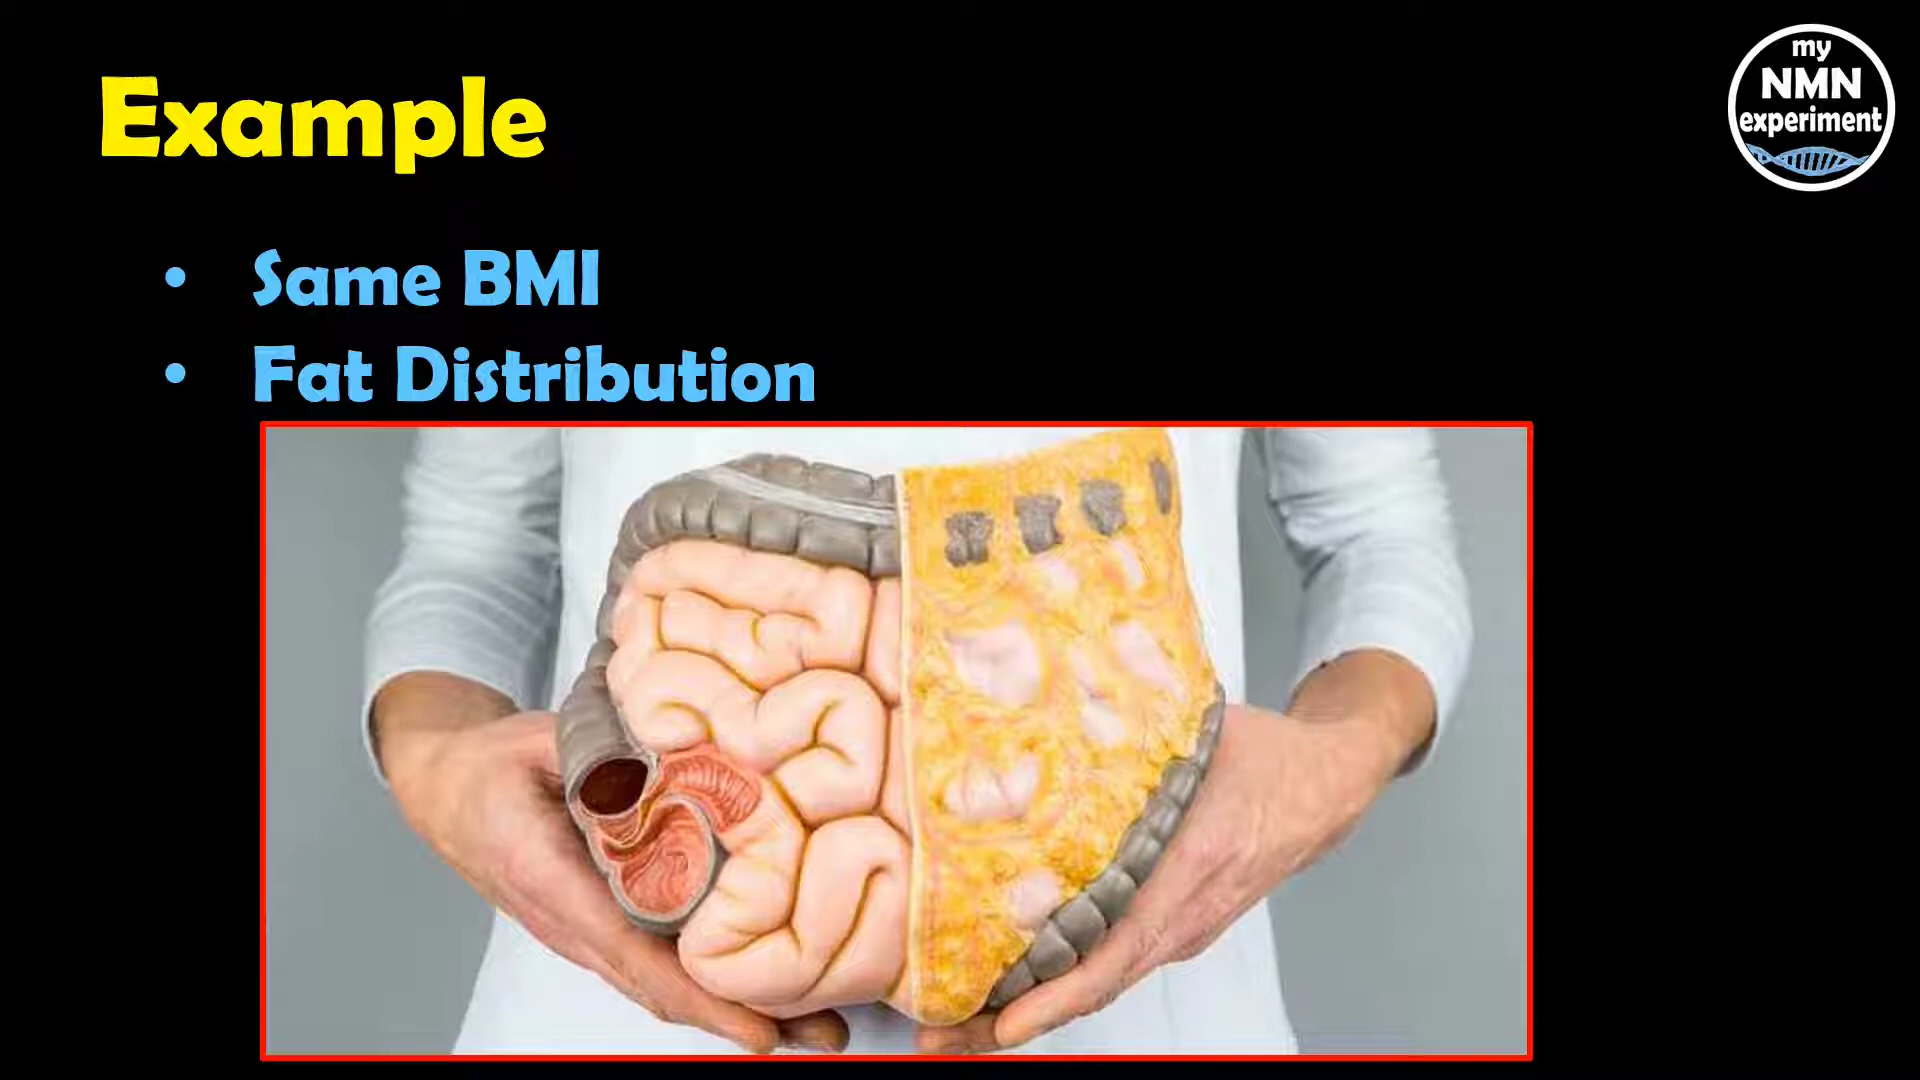 Example
my
NMN
experiment
• Same BMI
• Fat Distribution